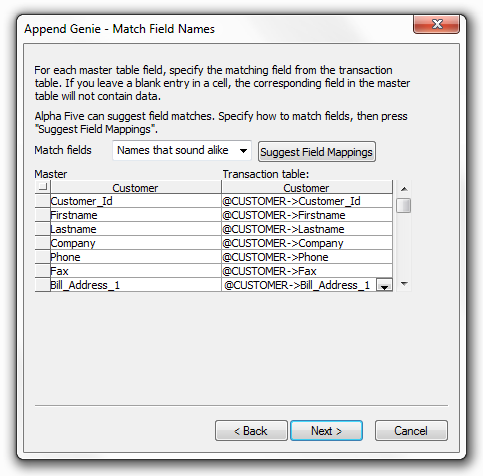 Append Genie - Match Field Names
For each master table field, specify the matching field from the transaction
table. If you leave a blank entry in a cell, the corresponding field in the master
table will not contain data.
Alpha Five can suggest field matches. Specify how to match fields, then press
"Suggest Field Mappings".
Match fields Names that sound alike Suggest Field Mappings
Master Transaction table:
Customer Customer
Customer_Id @CUSTOMER->Customer_Id
Firstname @CUSTOMER->Firstname
Lastname @CUSTOMER->Lastname
Company @CUSTOMER->Company
Phone @CUSTOMER->Phone
Fax @CUSTOMER->Fax
Bill_Address_1 @CUSTOMER->Bill_Address_1
< Back Next > Cancel